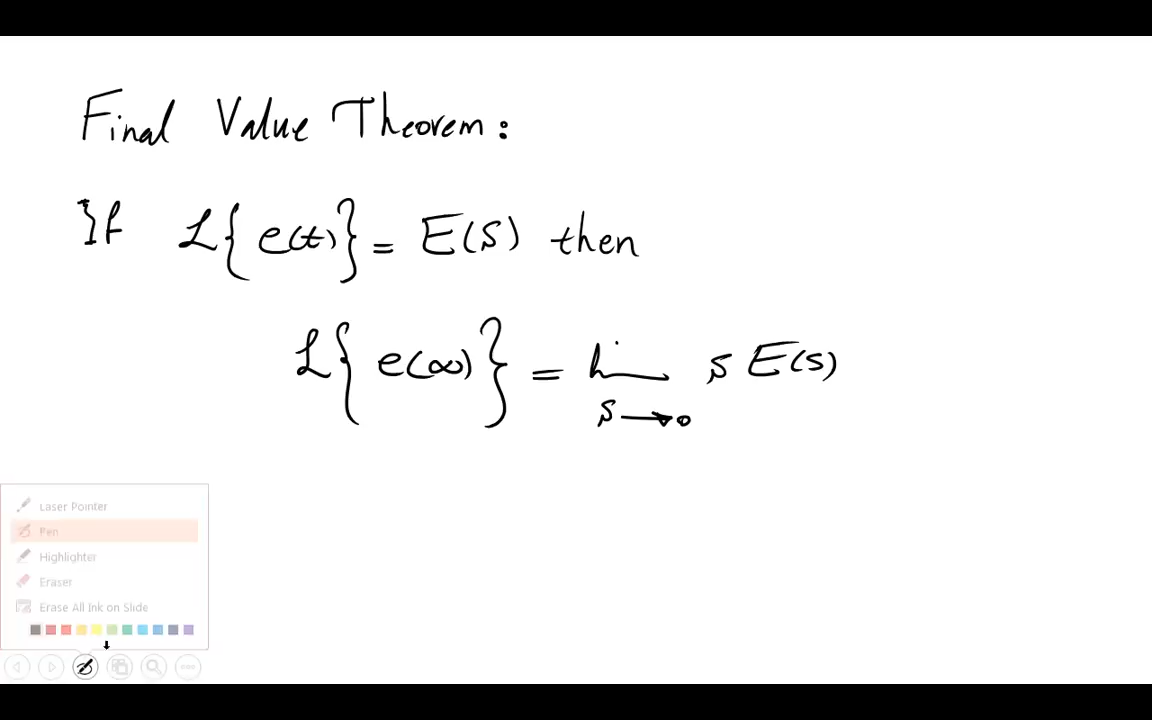 Final Value Theorem:
If ℒ{e(t)} = E(s) then
ℒ{e(∞)} = lim s E(s)
s→0
Laser Pointer
Pen
Highlighter
Eraser
Erase All Ink on Slide